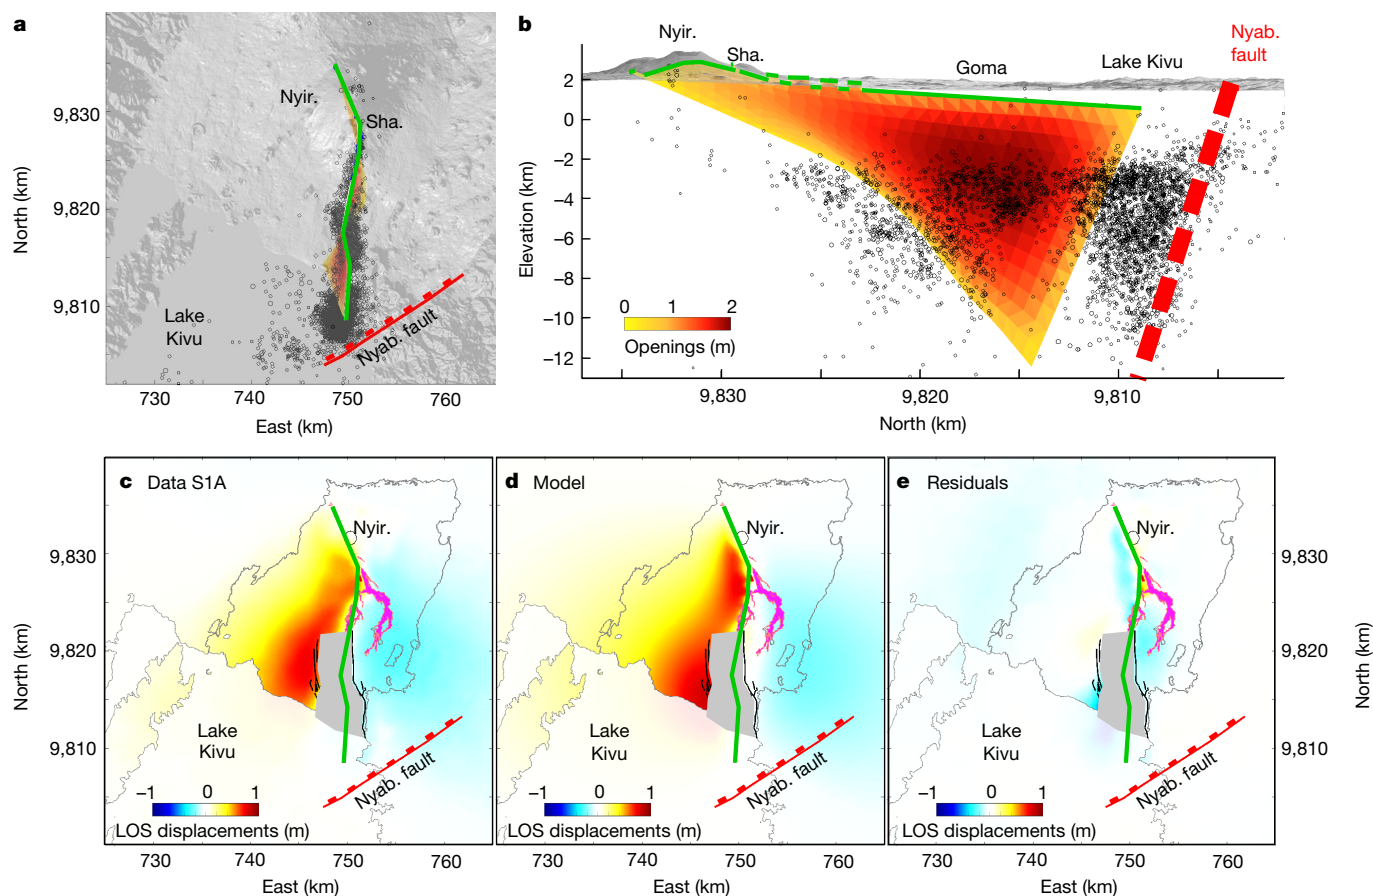 a
Nyir.
Sha.
9,830
9,820
9,810
North (km)
Lake
Kivu
Nyab. fault
730
740
750
760
East (km)
b
Nyir.
Sha.
Goma
Lake Kivu
Nyab.
fault
2
0
−2
−4
−6
−8
−10
−12
Elevation (km)
0
1
2
Openings (m)
9,830
9,820
9,810
North (km)
c Data S1A
Nyir.
9,830
9,820
9,810
North (km)
Lake
Kivu
Nyab. fault
−1
0
1
LOS displacements (m)
730
740
750
760
East (km)
d Model
Nyir.
Lake
Kivu
Nyab. fault
−1
0
1
LOS displacements (m)
730
740
750
760
East (km)
e Residuals
Nyir.
9,830
9,820
9,810
North (km)
Lake
Kivu
Nyab. fault
−1
0
1
LOS displacements (m)
730
740
750
760
East (km)